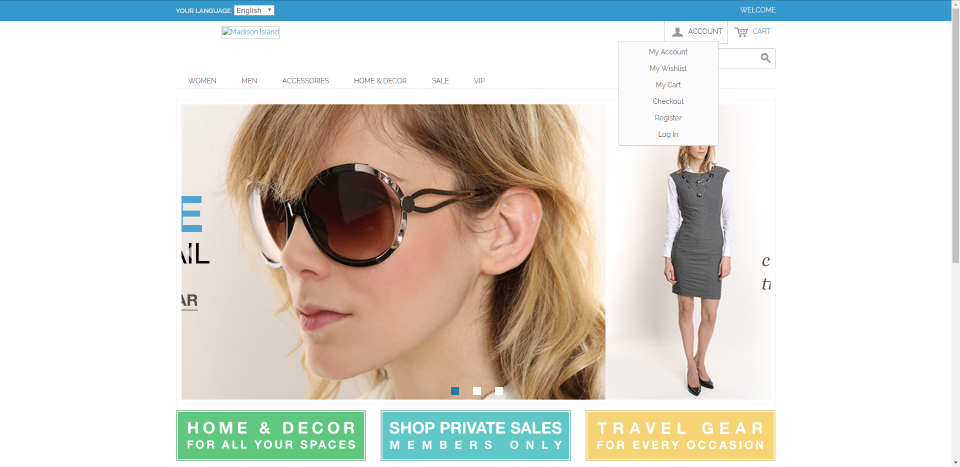 YOUR LANGUAGE: English
WELCOME
Madison Island
ACCOUNT
CART
My Account
My Wishlist
My Cart
Checkout
Register
Log In
WOMEN
MEN
ACCESSORIES
HOME & DECOR
SALE
VIP
E
AIL
AR
c
ti
HOME & DECOR
FOR ALL YOUR SPACES
SHOP PRIVATE SALES
MEMBERS ONLY
TRAVEL GEAR
FOR EVERY OCCASION